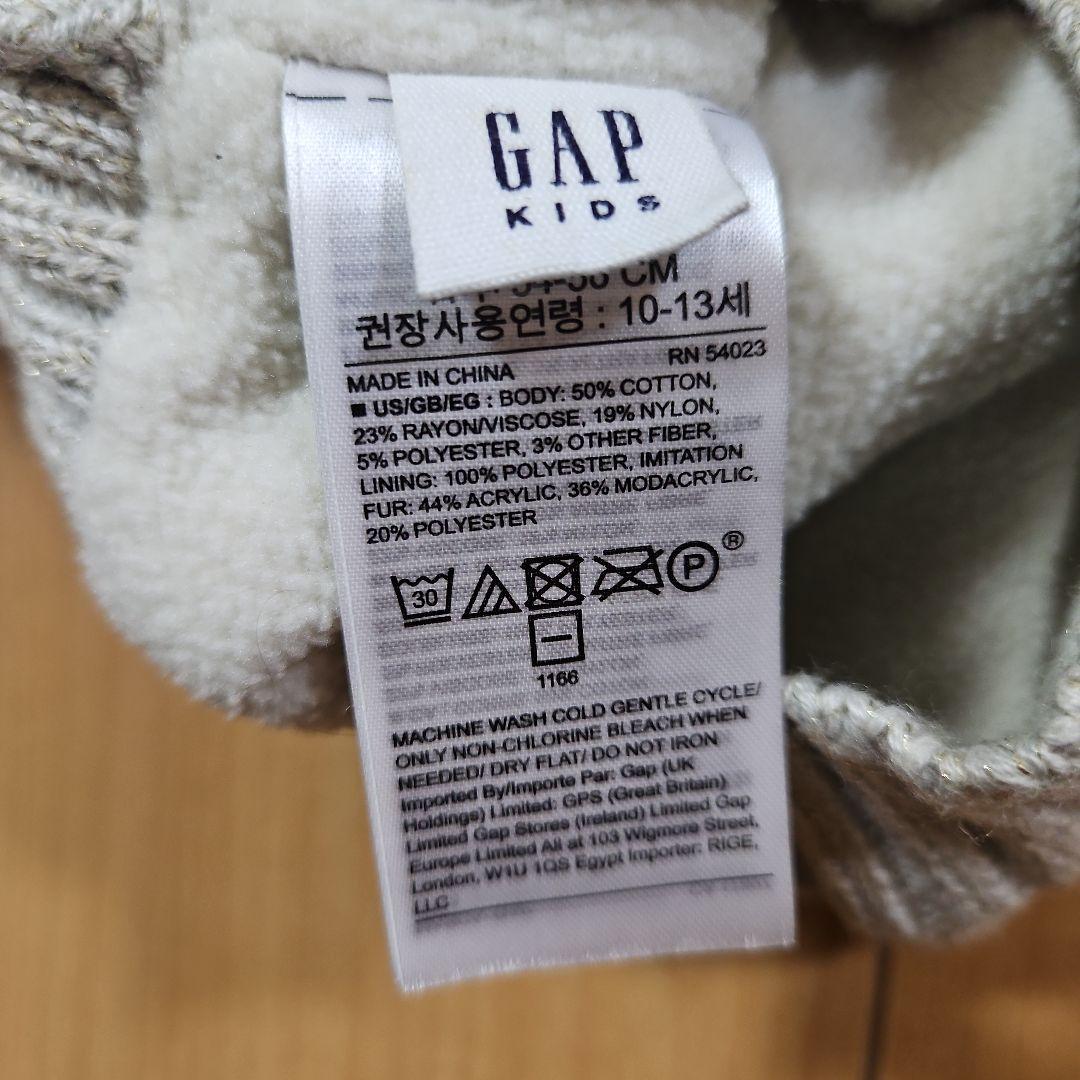 GAP
KIDS
CM
권장사용연령 : 10-13세
RN 54023
MADE IN CHINA
■ US/GB/EG : BODY: 50% COTTON,
23% RAYON/VISCOSE, 19% NYLON,
5% POLYESTER, 3% OTHER FIBER,
LINING: 100% POLYESTER, IMITATION
FUR: 44% ACRYLIC, 36% MODACRYLIC,
20% POLYESTER
30
P ®
1166
MACHINE WASH COLD GENTLE CYCLE/
ONLY NON-CHLORINE BLEACH WHEN
NEEDED/ DRY FLAT/ DO NOT IRON
Imported By/Importe Par: Gap (UK
Holdings) Limited: GPS (Great Britain)
Limited Gap Stores (Ireland) Limited Gap
Europe Limited All at 103 Wigmore Street,
London, W1U 1QS Egypt Importer: RIGE,
LLC